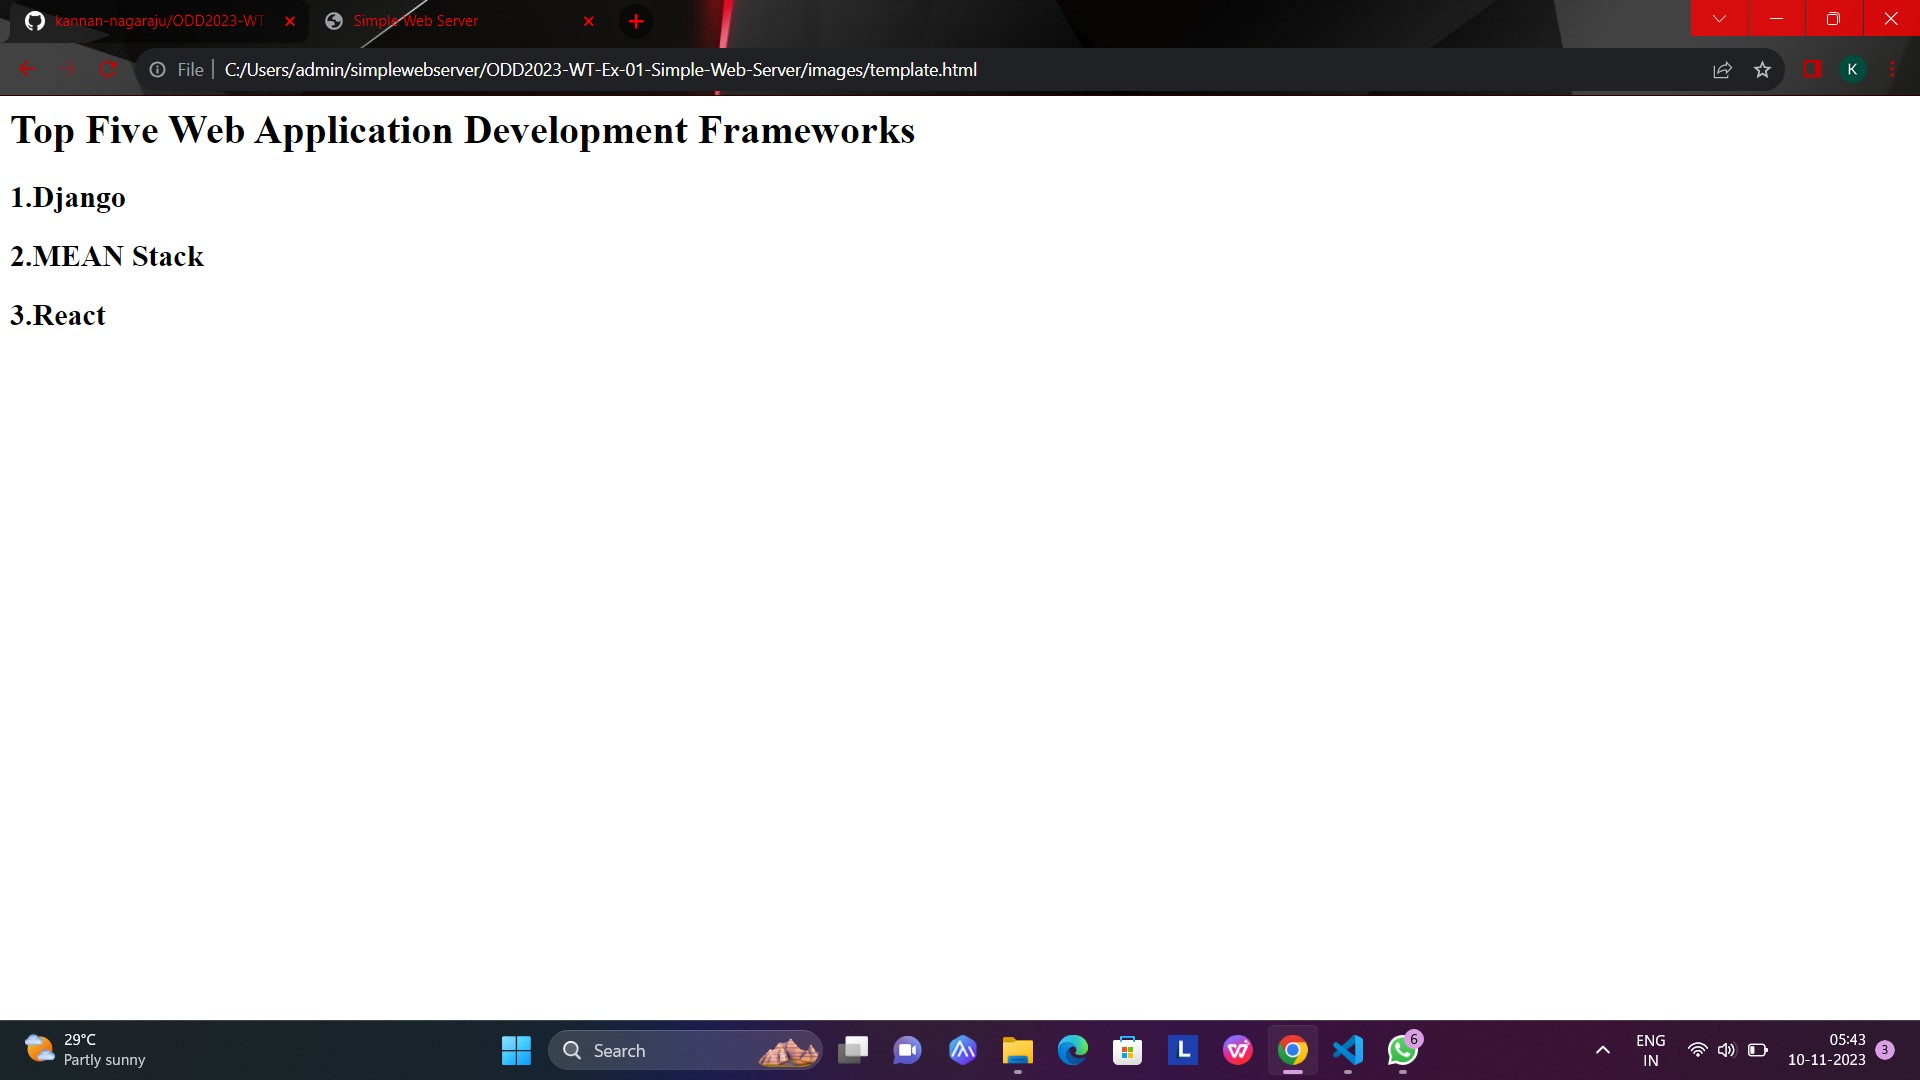 kannan-nagaraju/ODD2023-WT
Simple Web Server
File
C:/Users/admin/simplewebserver/ODD2023-WT-Ex-01-Simple-Web-Server/images/template.html
K
Top Five Web Application Development Frameworks
1.Django
2.MEAN Stack
3.React
29°C
Partly sunny
Search
L
6
ENG
IN
05:43
10-11-2023
3